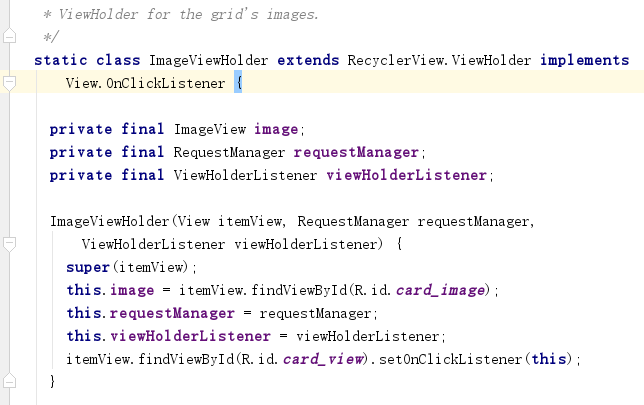 * ViewHolder for the grid's images.
*/
static class ImageViewHolder extends RecyclerView.ViewHolder implements
View.OnClickListener {
private final ImageView image;
private final RequestManager requestManager;
private final ViewHolderListener viewHolderListener;
ImageViewHolder(View itemView, RequestManager requestManager,
ViewHolderListener viewHolderListener) {
super(itemView);
this.image = itemView.findViewById(R.id.card_image);
this.requestManager = requestManager;
this.viewHolderListener = viewHolderListener;
itemView.findViewById(R.id.card_view).setOnClickListener(this);
}